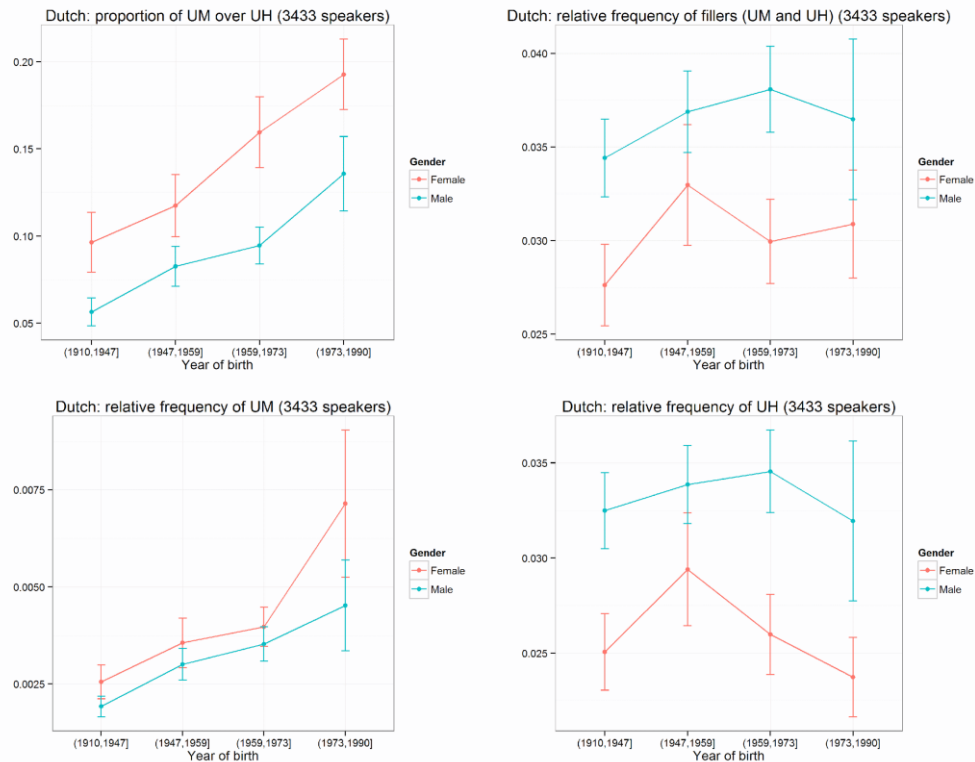 Dutch: proportion of UM over UH (3433 speakers)
0.20
0.15
0.10
0.05
(1910,1947]
(1947,1959]
(1959,1973]
(1973,1990]
Year of birth
Gender
Female
Male
Dutch: relative frequency of fillers (UM and UH) (3433 speakers)
0.040
0.035
0.030
0.025
(1910,1947]
(1947,1959]
(1959,1973]
(1973,1990]
Year of birth
Gender
Female
Male
Dutch: relative frequency of UM (3433 speakers)
0.0075
0.0050
0.0025
(1910,1947]
(1947,1959]
(1959,1973]
(1973,1990]
Year of birth
Gender
Female
Male
Dutch: relative frequency of UH (3433 speakers)
0.035
0.030
0.025
(1910,1947]
(1947,1959]
(1959,1973]
(1973,1990]
Year of birth
Gender
Female
Male